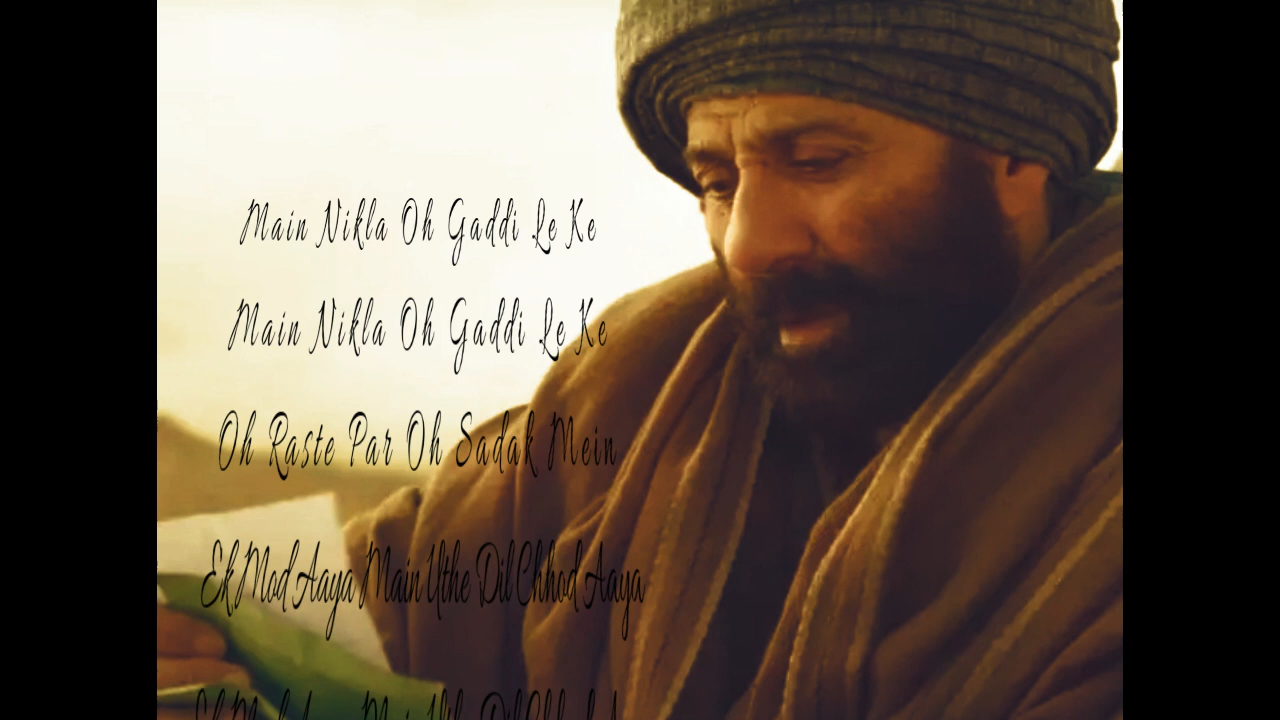 Main Nikla Oh Gaddi Le Ke
Main Nikla Oh Gaddi Le Ke
Oh Raste Par Oh Sadak Mein
Ek Mod Aaya Main Uthe Dil Chhod Aaya